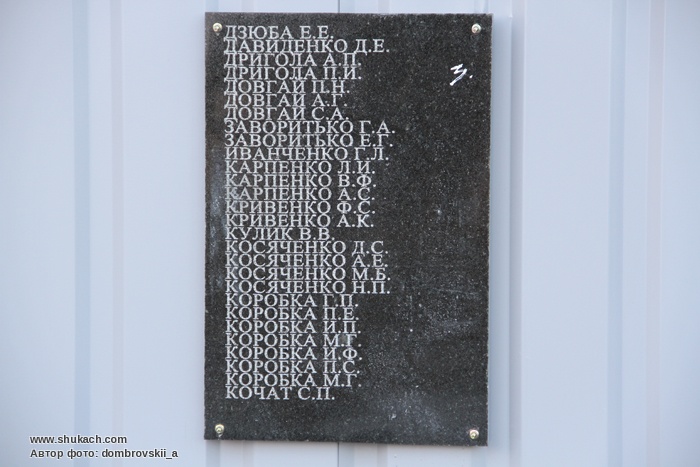 ДЗЮБА Е.Е.
ДАВИДЕНКО Д.Е.
ДРИГОЛА А.П.
ДРИГОЛА П.И.
ДОВГАЙ П.Н.
ДОВГАЙ А.Г.
ДОВГАЙ С.А.
ЗАВОРИТЬКО Г.А.
ЗАВОРИТЬКО Е.Г.
ИВАНЧЕНКО Г.Л.
КАРПЕНКО Л.И.
КАРПЕНКО В.Ф.
КАРПЕНКО А.С.
КРИВЕНКО Ф.С.
КРИВЕНКО А.К.
КУЛИК В.В.
КОСЯЧЕНКО Д.С.
КОСЯЧЕНКО А.Е.
КОСЯЧЕНКО М.Б.
КОСЯЧЕНКО Н.П.
КОРОБКА Г.П.
КОРОБКА П.Е.
КОРОБКА И.П.
КОРОБКА М.Г.
КОРОБКА И.Ф.
КОРОБКА П.С.
КОРОБКА М.Г.
КОЧАТ С.П.
3.
www.shukach.com
Автор фото: dombrovskii_a